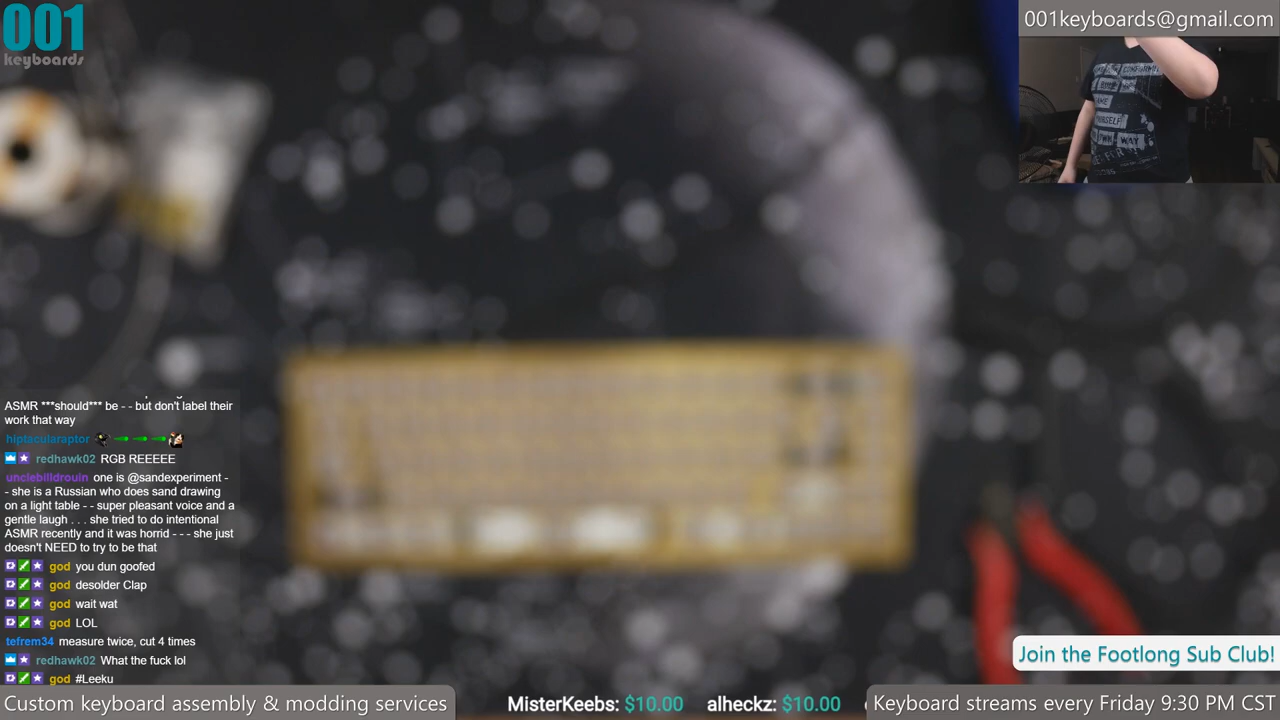 001
keyboards
001keyboards@gmail.com
WAY
ASMR ***should*** be - - but don't label their
work that way
hiptacularaptor
redhawk02 RGB REEEEE
unclebilldrouin one is @sandexperiment -
- she is a Russian who does sand drawing
on a light table - - super pleasant voice and a
gentle laugh . . . she tried to do intentional
ASMR recently and it was horrid - - - she just
doesn't NEED to try to be that
god you dun goofed
god desolder Clap
god wait wat
god LOL
tefrem34 measure twice, cut 4 times
redhawk02 What the fuck lol
god #Leeku
Join the Footlong Sub Club!
Custom keyboard assembly & modding services
MisterKeebs: $10.00 alheckz: $10.00
Keyboard streams every Friday 9:30 PM CST